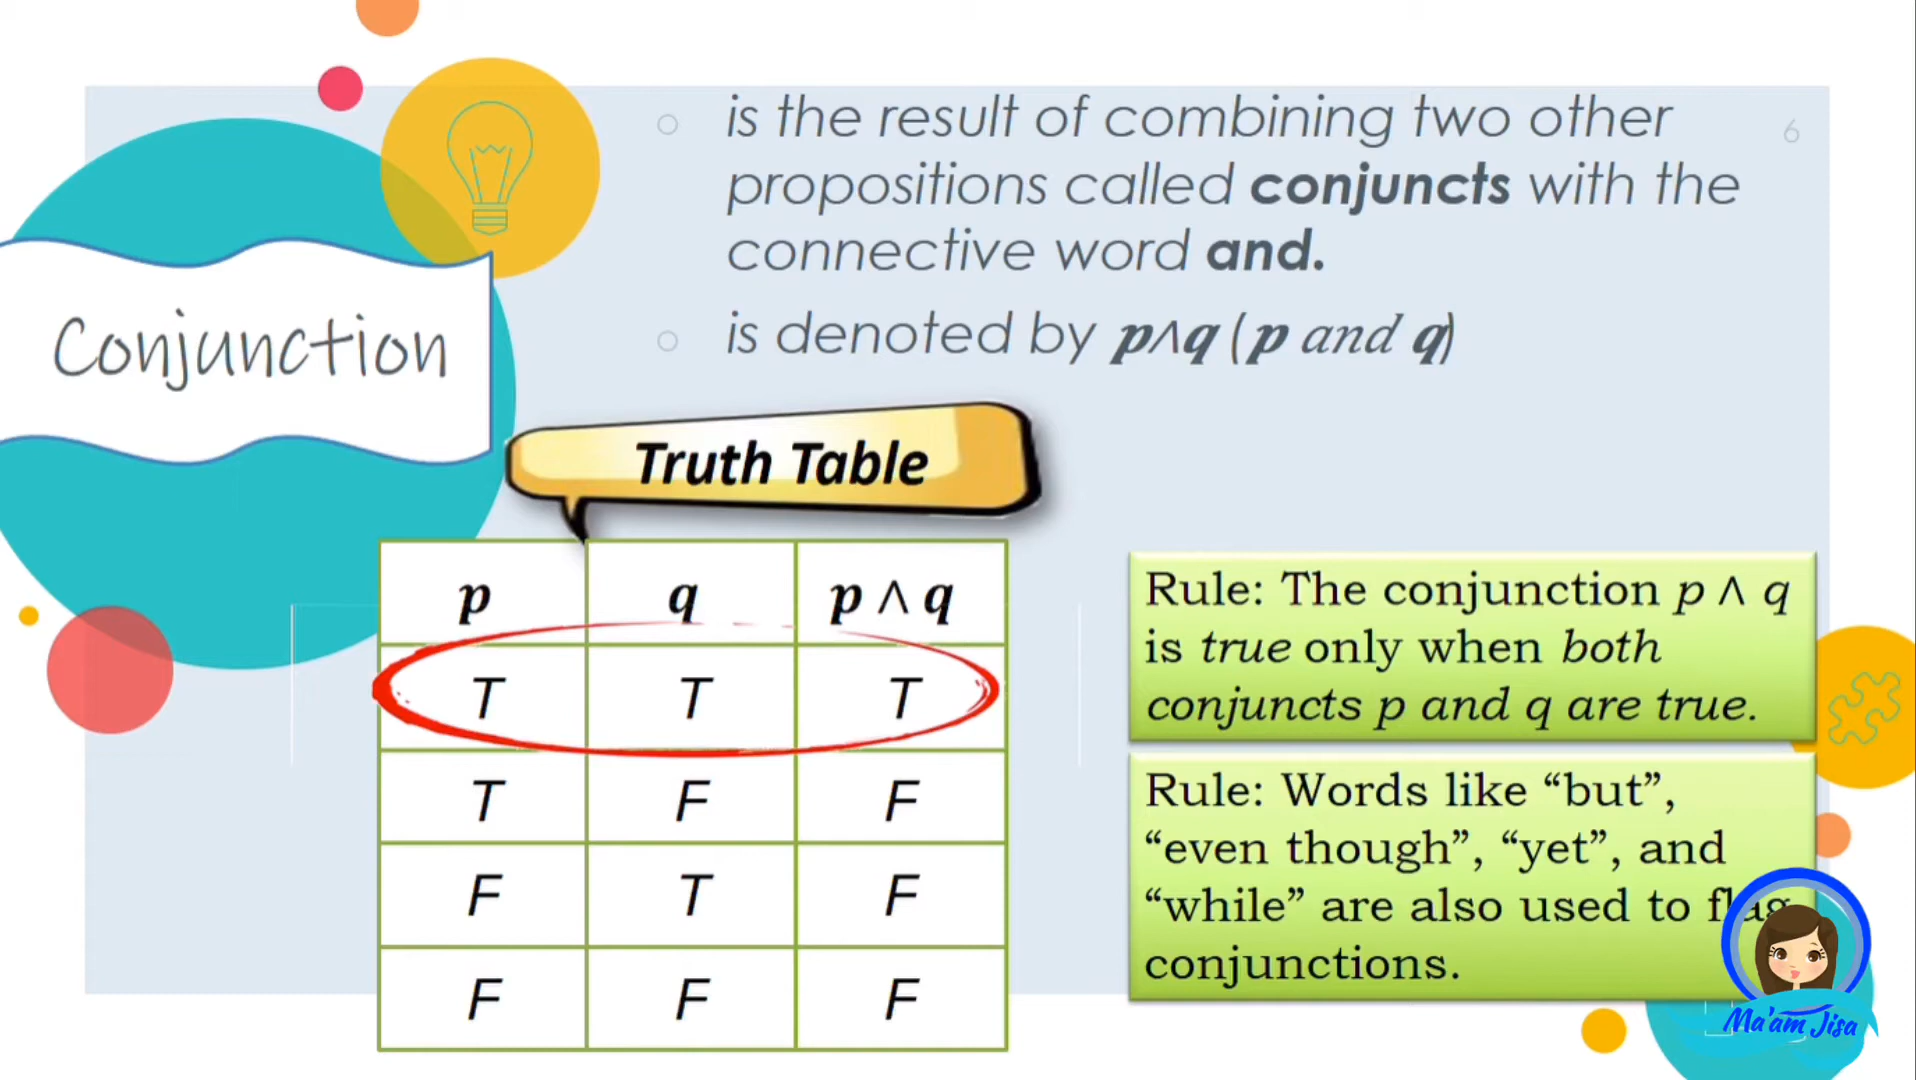 Conjunction
○ is the result of combining two other
propositions called conjuncts with the
connective word and.
○ is denoted by p∧q (p and q)
6
Truth Table
p q p ∧ q
T T T
T F F
F T F
F F F
Rule: The conjunction p ∧ q
is true only when both
conjuncts p and q are true.
Rule: Words like “but”,
“even though”, “yet”, and
“while” are also used to flag
conjunctions.
Ma'am Jisa